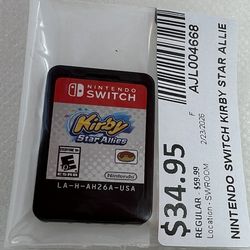 NINTENDO
SWITCH
Kirby
Star Allies
E
ESRB
Nintendo
LA-H-AH26A-USA
AJL004668
F
2/23/2026
NINTENDO SWITCH KIRBY STAR ALLIE
$34.95
REGULAR - $59.99
Location - SWROOM